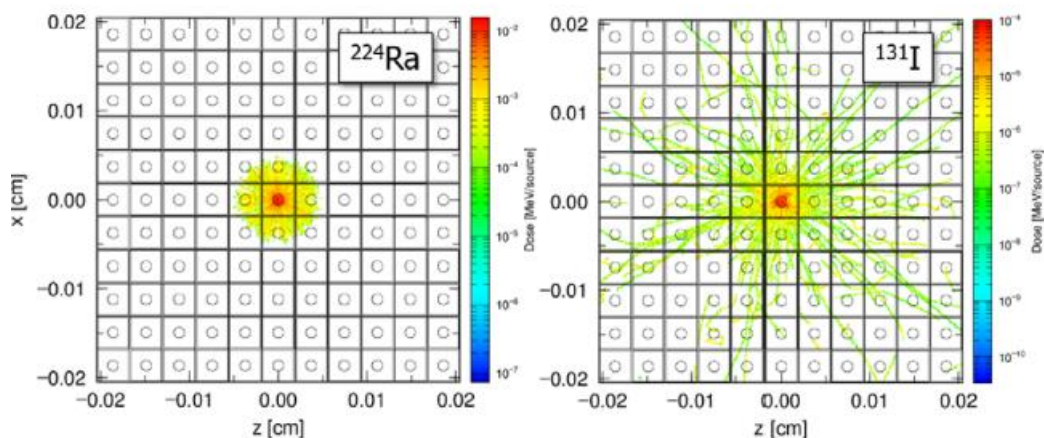 ²²⁴Ra
0.02
0.01
0.00
−0.01
−0.02
x [cm]
−0.02 −0.01 0.00 0.01 0.02
z [cm]
10⁻²
10⁻³
10⁻⁴
10⁻⁵
10⁻⁶
10⁻⁷
Dose [MeV/source]
¹³¹I
0.02
0.01
0.00
−0.01
−0.02
−0.02 −0.01 0.00 0.01 0.02
z [cm]
10⁻⁵
10⁻⁶
10⁻⁷
10⁻⁸
10⁻⁹
10⁻¹⁰
Dose [MeV/source]